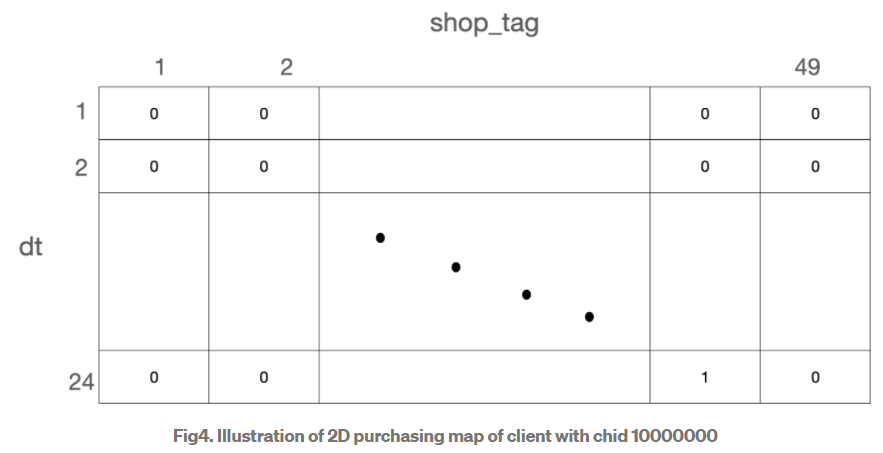 shop_tag
1 2 49
1 0 0 0 0
2 0 0 0 0
dt
24 0 0 1 0
Fig4. Illustration of 2D purchasing map of client with chid 10000000